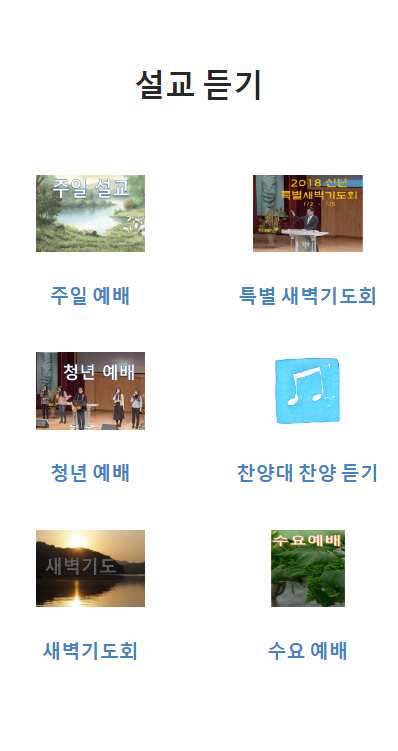 설교 듣기
주일 설교
2018 신년
특별새벽기도회
1/2 ~ 1/5
주일 예배
특별 새벽기도회
청년 예배
청년 예배
찬양대 찬양 듣기
새벽기도
수요예배
새벽기도회
수요 예배